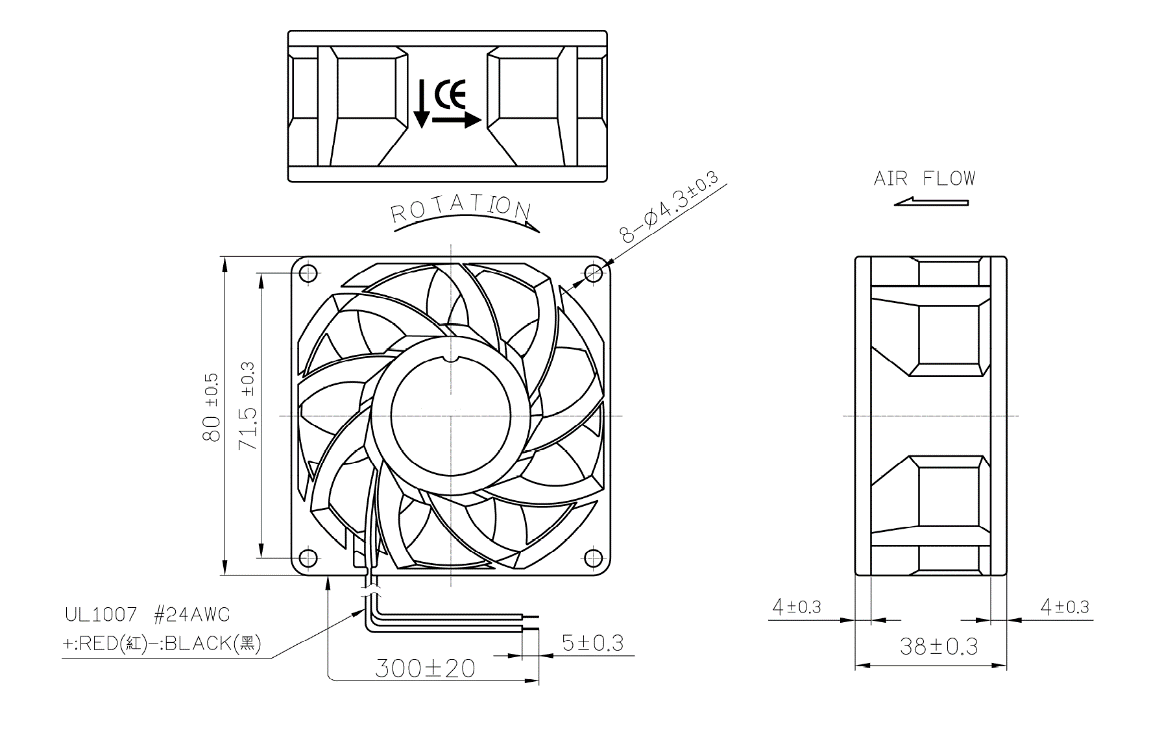 CE
ROTATION
8-Ø4.3±0.3
AIR FLOW
80 ±0.5
71.5 ±0.3
UL1007 #24AWG
+:RED(紅)-:BLACK(黑)
5±0.3
300±20
4±0.3
4±0.3
38±0.3